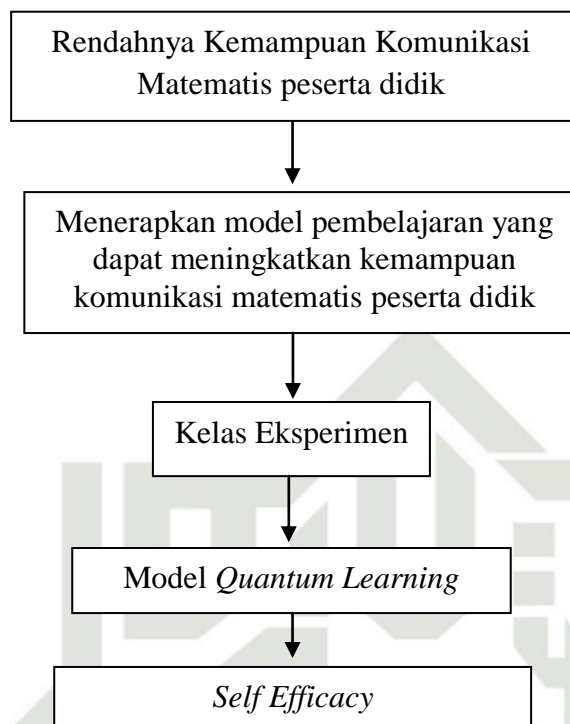 Rendahnya Kemampuan Komunikasi
Matematis peserta didik
Menerapkan model pembelajaran yang
dapat meningkatkan kemampuan
komunikasi matematis peserta didik
Kelas Eksperimen
Model Quantum Learning
Self Efficacy